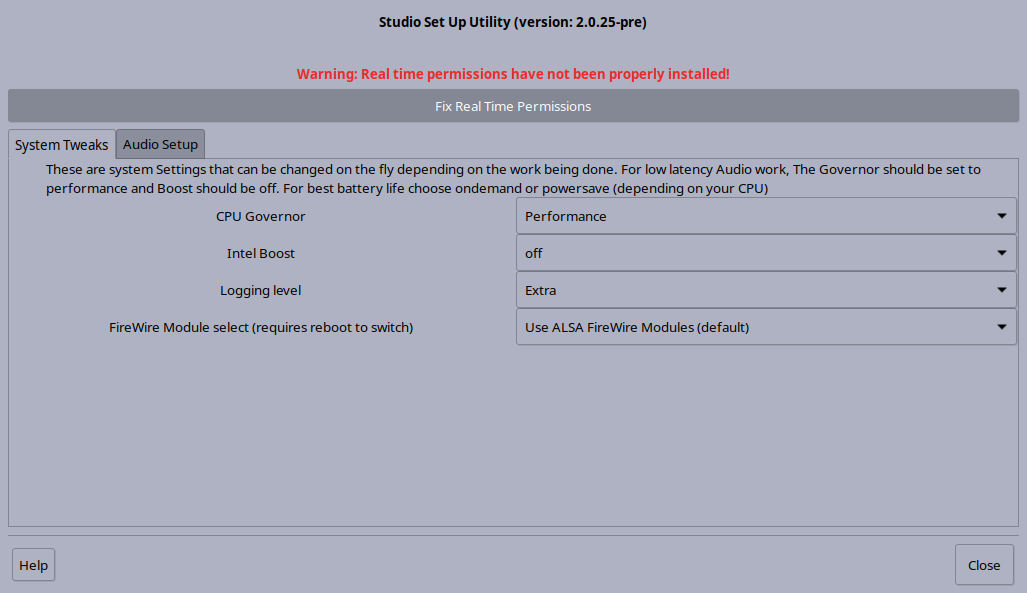 Studio Set Up Utility (version: 2.0.25-pre)
Warning: Real time permissions have not been properly installed!
Fix Real Time Permissions
System Tweaks
Audio Setup
These are system Settings that can be changed on the fly depending on the work being done. For low latency Audio work, The Governor should be set to
performance and Boost should be off. For best battery life choose ondemand or powersave (depending on your CPU)
CPU Governor
Performance
Intel Boost
off
Logging level
Extra
FireWire Module select (requires reboot to switch)
Use ALSA FireWire Modules (default)
Help
Close